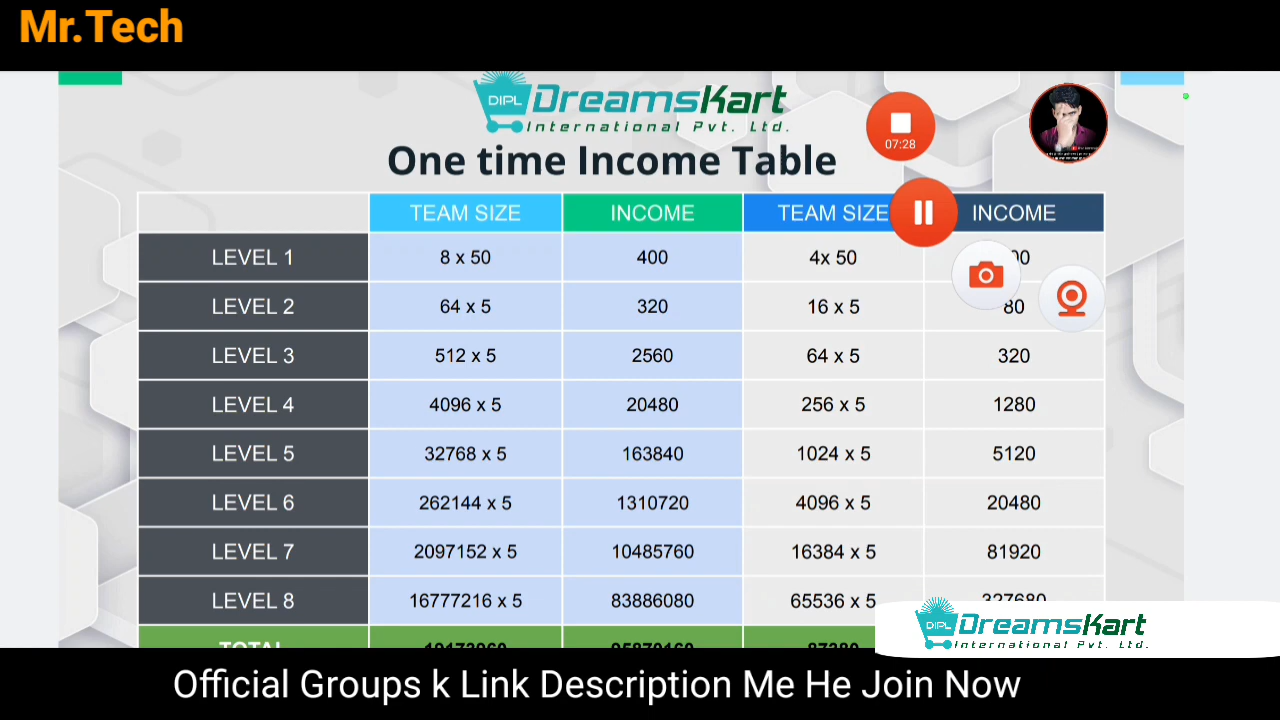 Mr.Tech
DIPL DreamsKart
International Pvt. Ltd.
07:28
One time Income Table
TEAM SIZE INCOME TEAM SIZE INCOME
LEVEL 1 8 x 50 400 4x 50
LEVEL 2 64 x 5 320 16 x 5 80
LEVEL 3 512 x 5 2560 64 x 5 320
LEVEL 4 4096 x 5 20480 256 x 5 1280
LEVEL 5 32768 x 5 163840 1024 x 5 5120
LEVEL 6 262144 x 5 1310720 4096 x 5 20480
LEVEL 7 2097152 x 5 10485760 16384 x 5 81920
LEVEL 8 16777216 x 5 83886080 65536 x 5 327680
TOTAL
DIPL DreamsKart
International Pvt. Ltd.
Official Groups k Link Description Me He Join Now